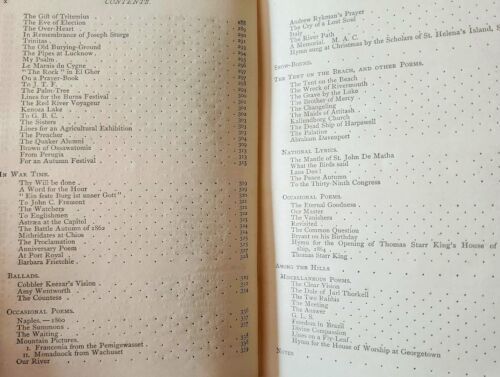 x CONTENTS.
The Gift of Tritemius
The Eve of Election 288
The Over-Heart
In Remembrance of Joseph Sturge
Trinitas
The Old Burying-Ground
The Pipes at Lucknow
My Psalm
Le Marais du Cygne
"The Rock" in El Ghor
On a Prayer-Book
To J. T. F.
The Palm-Tree
Lines for the Burns Festival
The Red River Voyageur
Kenoza Lake
To G. B. C.
The Sisters
Lines for an Agricultural Exhibition
The Preacher
The Quaker Alumni
Brown of Ossawatomie
From Perugia
For an Autumn Festival
IN WAR TIME.
Thy Will be done 319
A Word for the Hour 319
"Ein feste Burg ist unser Gott" 319
To John C. Fremont
The Watchers
To Englishmen
Astræa at the Capitol
The Battle Autumn of 1862
Mithridates at Chios
The Proclamation
Anniversary Poem
At Port Royal
Barbara Frietchie
BALLADS.
Cobbler Keezar's Vision
Amy Wentworth
The Countess
OCCASIONAL POEMS.
Naples.—1860
The Summons
The Waiting
Mountain Pictures.
I. Franconia from the Pemigewasset
II. Monadnock from Wachuset
Our River 339
Andrew Rykman's Prayer
The Cry of a Lost Soul
Italy
The River Path
A Memorial. M. A. C.
Hymn sung at Christmas by the Scholars of St. Helena's Island, S
SNOW-BOUND.
THE TENT ON THE BEACH, AND OTHER POEMS.
The Tent on the Beach
The Wreck of Rivermouth
The Grave by the Lake
The Brother of Mercy
The Changeling
The Maids of Attitash
Kallundborg Church
The Dead Ship of Harpswell
The Palatine
Abraham Davenport
NATIONAL LYRICS.
The Mantle of St. John De Matha
What the Birds said
Laus Deo!
The Peace Autumn
To the Thirty-Ninth Congress
OCCASIONAL POEMS.
The Eternal Goodness
Our Master
The Vanishers
Revisited
The Common Question
Bryant on his Birthday
Hymn for the Opening of Thomas Starr King's House of
ship, 1864
Thomas Starr King
AMONG THE HILLS
MISCELLANEOUS POEMS.
The Clear Vision
The Dole of Jarl Thorkell
The Two Rabbis
The Meeting
The Answer
G. L. S.
Freedom in Brazil
Divine Compassion
Lines on a Fly-Leaf
Hymn for the House of Worship at Georgetown
NOTES